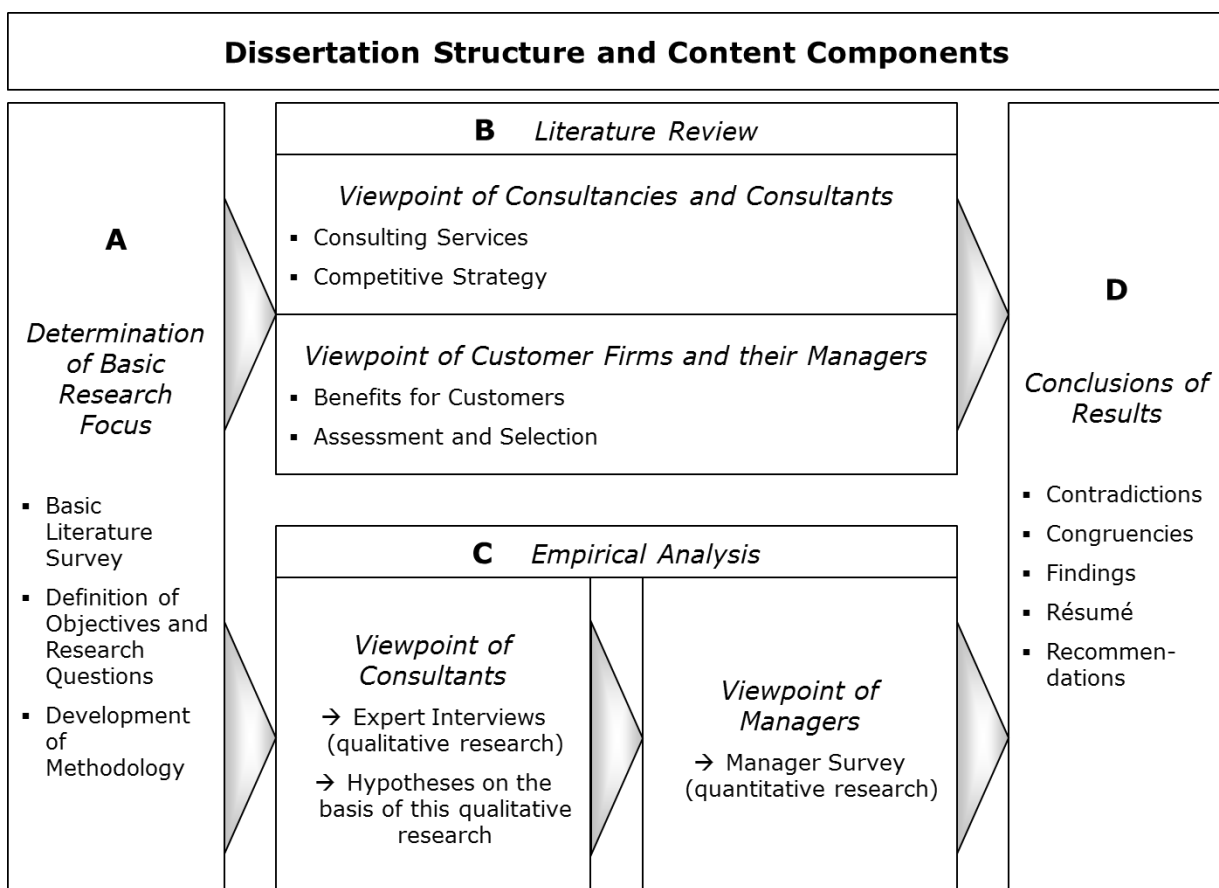 Dissertation Structure and Content Components
A
Determination
of Basic
Research
Focus
▪ Basic
Literature
Survey
▪ Definition of
Objectives and
Research
Questions
▪ Development
of
Methodology
B Literature Review
Viewpoint of Consultancies and Consultants
▪ Consulting Services
▪ Competitive Strategy
Viewpoint of Customer Firms and their Managers
▪ Benefits for Customers
▪ Assessment and Selection
C Empirical Analysis
Viewpoint of
Consultants
→ Expert Interviews
(qualitative research)
→ Hypotheses on the
basis of this qualitative
research
Viewpoint of
Managers
→ Manager Survey
(quantitative research)
D
Conclusions of
Results
▪ Contradictions
▪ Congruencies
▪ Findings
▪ Résumé
▪ Recommen-
dations